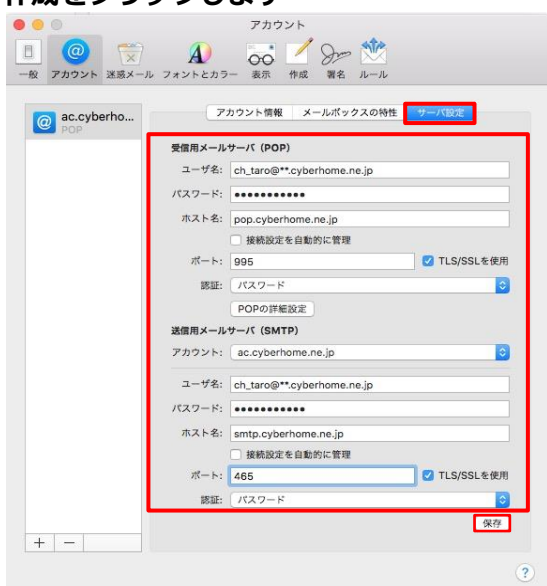 作成をクリックします
アカウント
一般 アカウント 迷惑メール フォントとカラー 表示 作成 署名 ルール
ac.cyberho...
POP
アカウント情報 メールボックスの特性 サーバ設定
受信用メールサーバ（POP）
ユーザ名: ch_taro@**.cyberhome.ne.jp
パスワード: •••••••••••
ホスト名: pop.cyberhome.ne.jp
接続設定を自動的に管理
ポート: 995 TLS/SSLを使用
認証: パスワード
POPの詳細設定
送信用メールサーバ（SMTP）
アカウント: ac.cyberhome.ne.jp
ユーザ名: ch_taro@**.cyberhome.ne.jp
パスワード: •••••••••••
ホスト名: smtp.cyberhome.ne.jp
接続設定を自動的に管理
ポート: 465 TLS/SSLを使用
認証: パスワード
保存
+ −
?